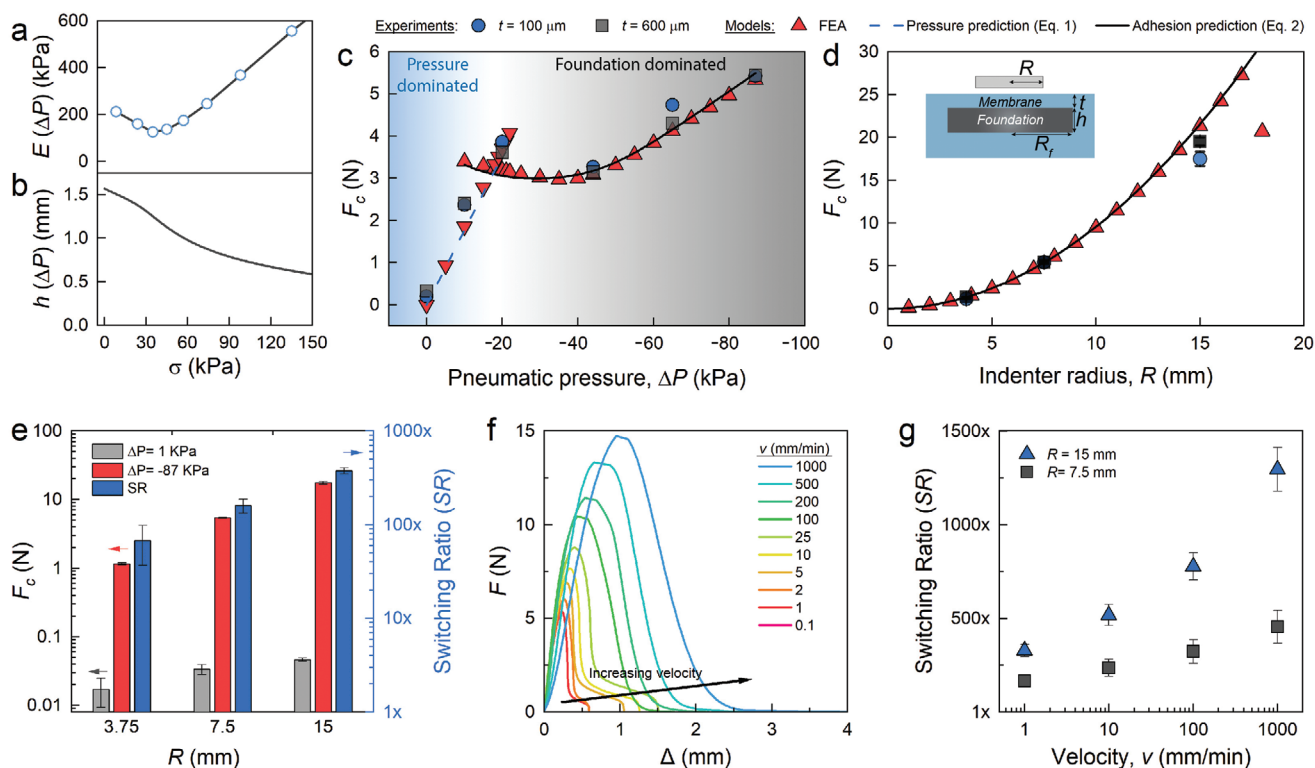 Experiments: t = 100 μm t = 600 μm Models: FEA Pressure prediction (Eq. 1) Adhesion prediction (Eq. 2)
a
E (ΔP) (kPa)
600
400
200
0
b
h (ΔP) (mm)
1.5
1.0
0.5
0.0
0 30 60 90 120 150
σ (kPa)
c
Pressure dominated
Foundation dominated
F_c (N)
6
5
4
3
2
1
0
0 -20 -40 -60 -80 -100
Pneumatic pressure, ΔP (kPa)
d
F_c (N)
30
25
20
15
10
5
0
R
Membrane
t
Foundation
h
R_f
0 5 10 15 20
Indenter radius, R (mm)
e
F_c (N)
100
10
1
0.1
0.01
ΔP= 1 KPa
ΔP= -87 KPa
SR
1000x
100x
10x
1x
Switching Ratio (SR)
3.75 7.5 15
R (mm)
f
F (N)
15
10
5
0
v (mm/min)
1000
500
200
100
25
10
5
2
1
0.1
Increasing velocity
0 1 2 3 4
Δ (mm)
g
Switching Ratio (SR)
1500x
1000x
500x
1x
R = 15 mm
R= 7.5 mm
1 10 100 1000
Velocity, v (mm/min)